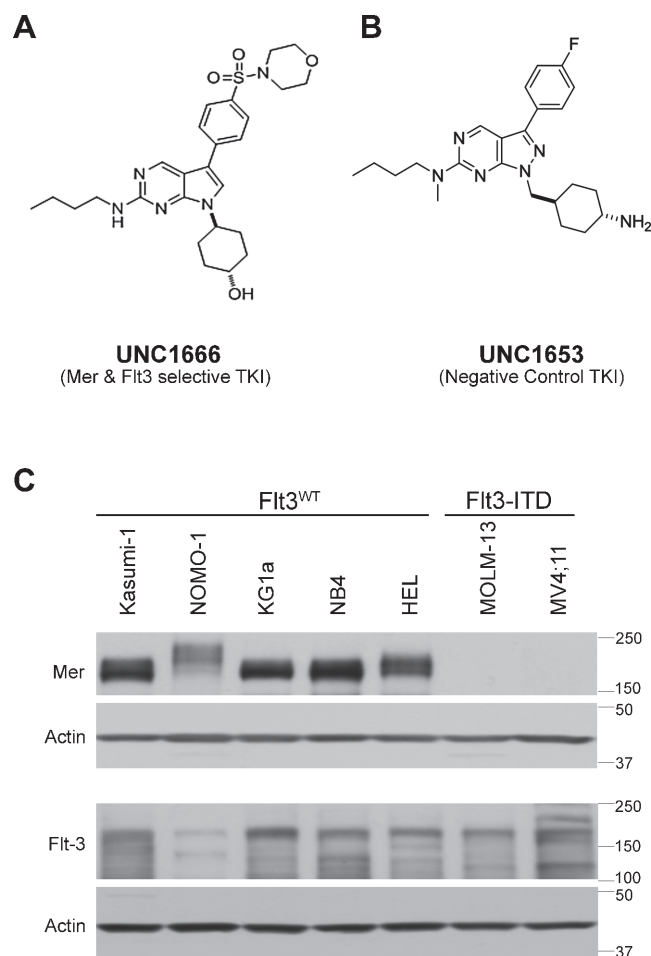 A
B
O
O
O
S
N
F
N
N
N
N
H
N
OH
N
N
N
N
N
NH2
UNC1666
(Mer & Flt3 selective TKI)
UNC1653
(Negative Control TKI)
C
Flt3WT
Flt3-ITD
Kasumi-1
NOMO-1
KG1a
NB4
HEL
MOLM-13
MV4;11
Mer
250
150
Actin
50
37
Flt-3
250
150
100
Actin
50
37